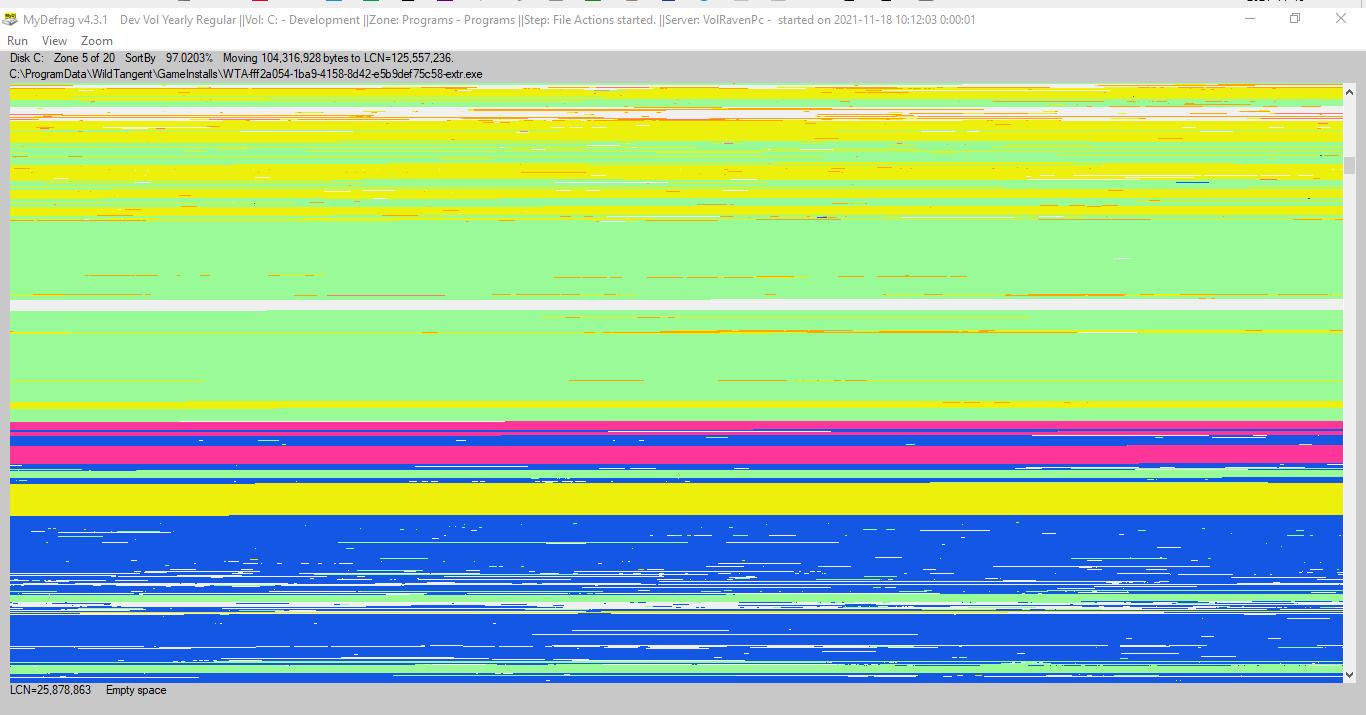 MyDefrag v4.3.1 Dev Vol Yearly Regular ||Vol: C: - Development ||Zone: Programs - Programs ||Step: File Actions started. ||Server: VolRavenPc - started on 2021-11-18 10:12:03 0:00:01
Run View Zoom
Disk C: Zone 5 of 20 SortBy 97.0203% Moving 104,316,928 bytes to LCN=125,557,236.
C:\ProgramData\WildTangent\GameInstalls\WTA-fff2a054-1ba9-4158-8d42-e5b9def75c58-extr.exe
LCN=25,878,863 Empty space